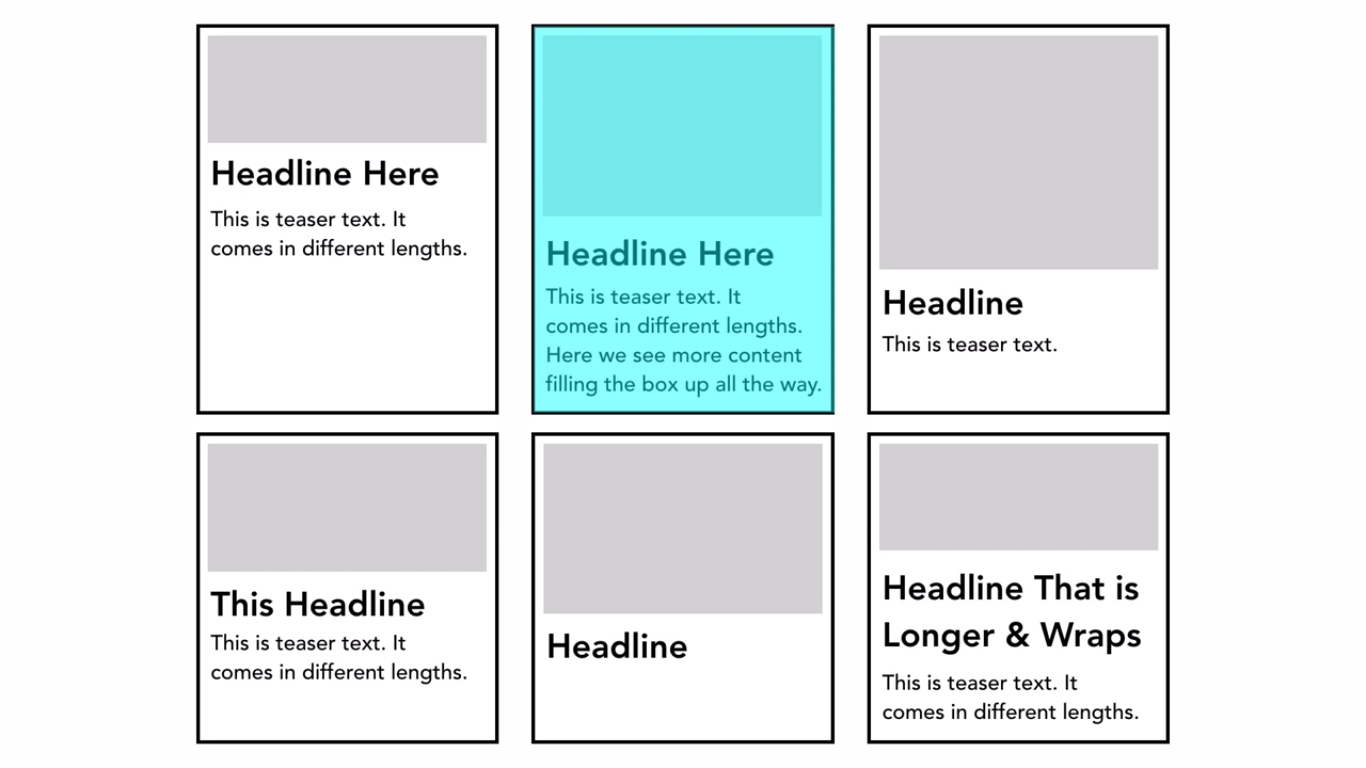 Headline Here
This is teaser text. It
comes in different lengths.
Headline Here
This is teaser text. It
comes in different lengths.
Here we see more content
filling the box up all the way.
Headline
This is teaser text.
This Headline
This is teaser text. It
comes in different lengths.
Headline
Headline That is
Longer & Wraps
This is teaser text. It
comes in different lengths.